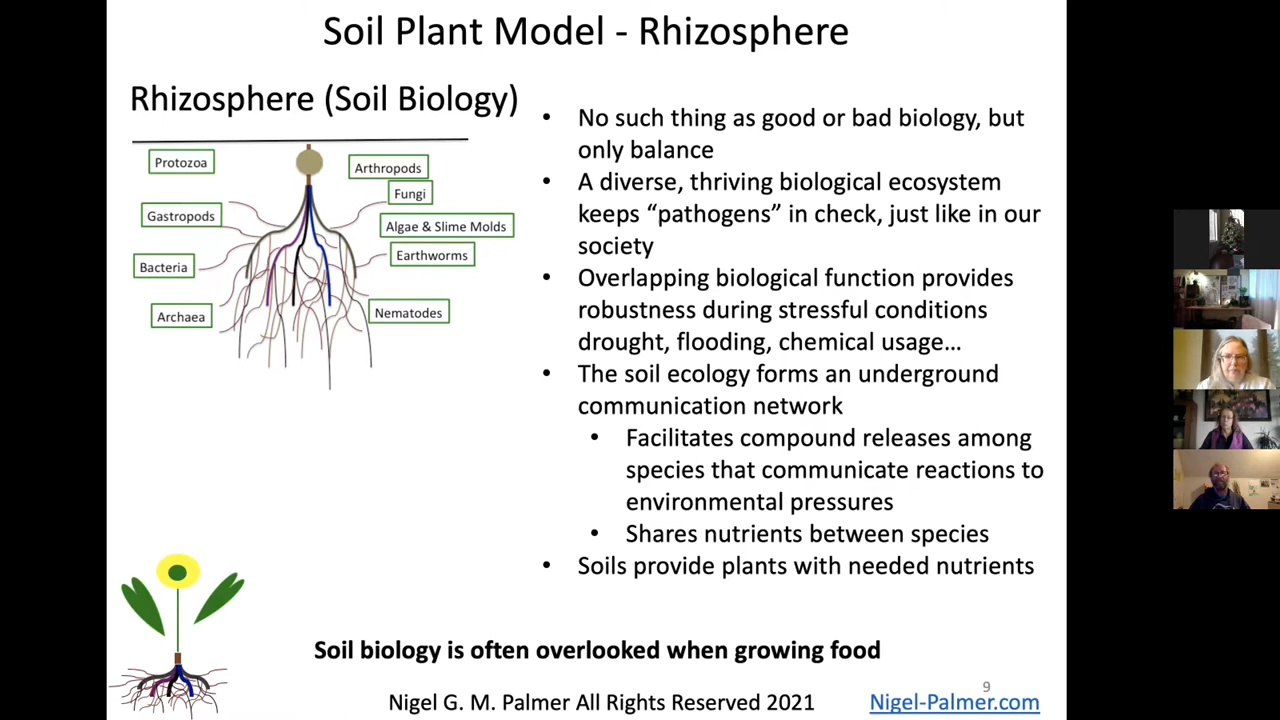 Soil Plant Model - Rhizosphere
Rhizosphere (Soil Biology)
Protozoa
Arthropods
Fungi
Gastropods
Algae & Slime Molds
Earthworms
Bacteria
Archaea
Nematodes
• No such thing as good or bad biology, but
only balance
• A diverse, thriving biological ecosystem
keeps “pathogens” in check, just like in our
society
• Overlapping biological function provides
robustness during stressful conditions
drought, flooding, chemical usage…
• The soil ecology forms an underground
communication network
• Facilitates compound releases among
species that communicate reactions to
environmental pressures
• Shares nutrients between species
• Soils provide plants with needed nutrients
Soil biology is often overlooked when growing food
9
Nigel G. M. Palmer All Rights Reserved 2021
Nigel-Palmer.com